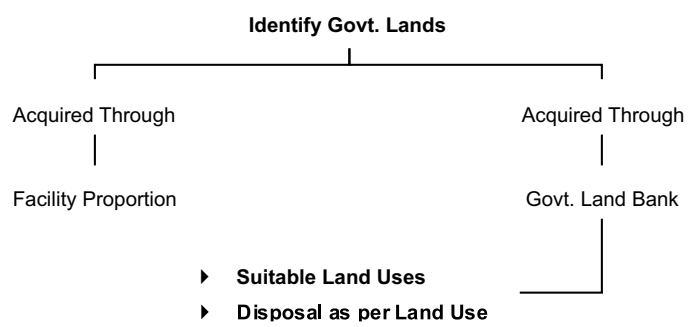 Identify Govt. Lands
Acquired Through Acquired Through
Facility Proportion Govt. Land Bank
Suitable Land Uses
Disposal as per Land Use